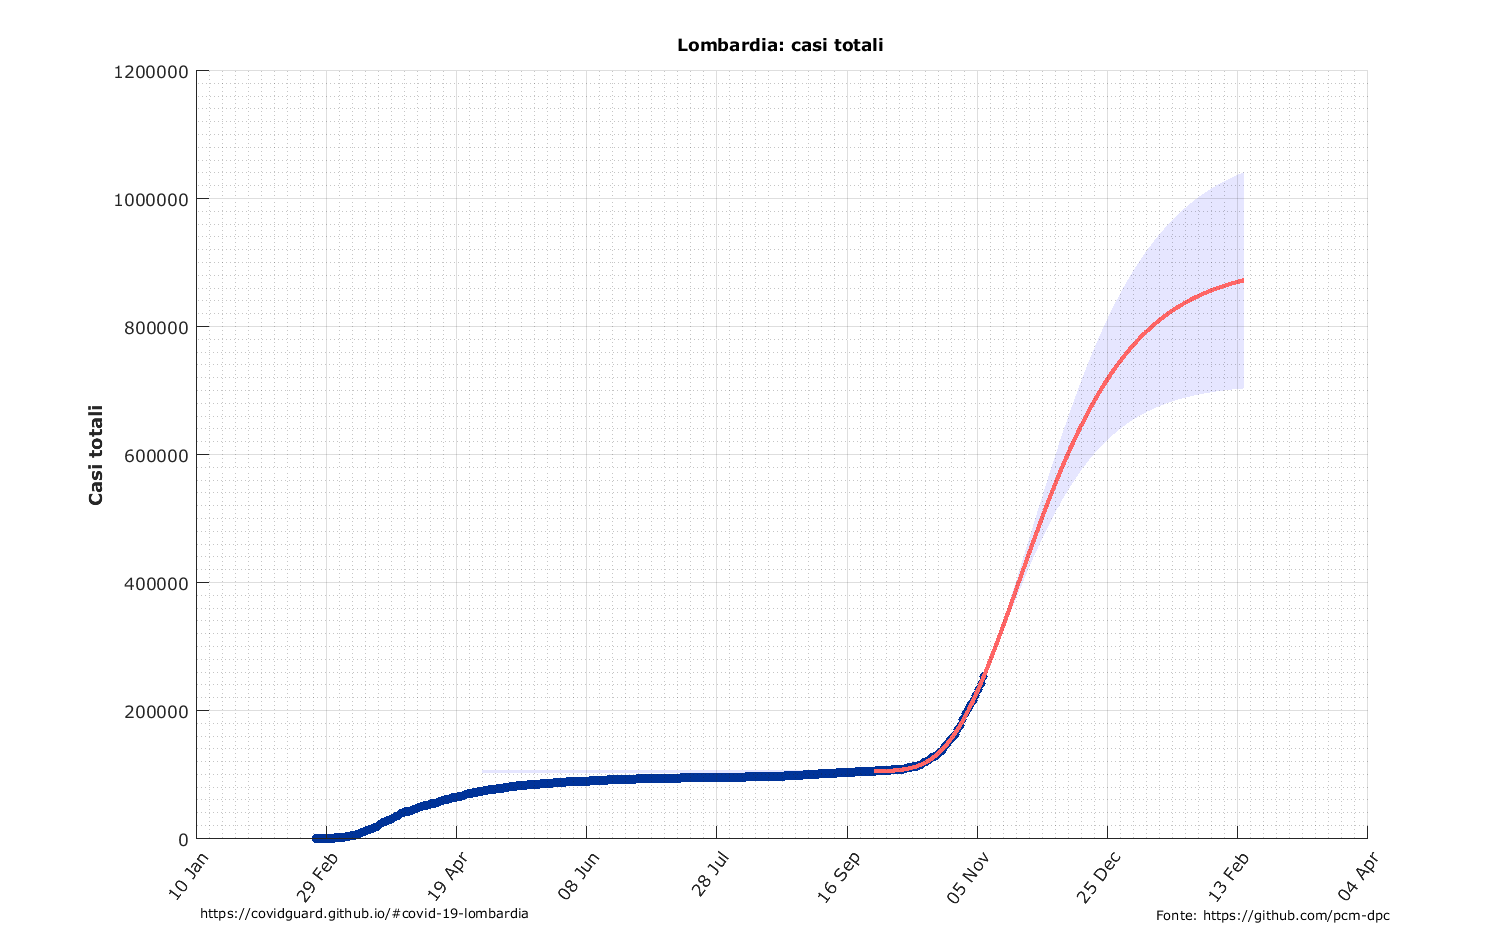 Lombardia: casi totali
1200000
1000000
800000
600000
400000
200000
0
Casi totali
10 Jan
29 Feb
19 Apr
08 Jun
28 Jul
16 Sep
05 Nov
25 Dec
13 Feb
04 Apr
https://covidguard.github.io/#covid-19-lombardia
Fonte: https://github.com/pcm-dpc